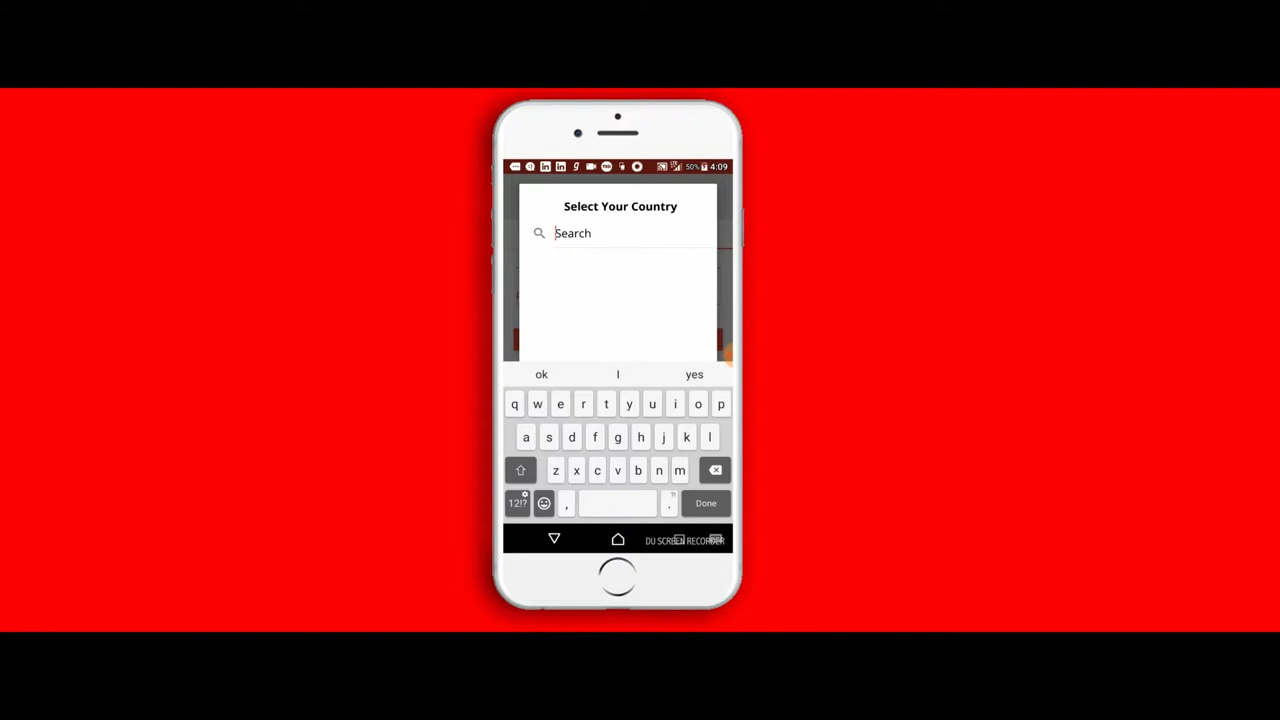 50% 4:09
Select Your Country
Search
ok I yes
q w e r t y u i o p
a s d f g h j k l
z x c v b n m
12!? , . Done
DU SCREEN RECORDER